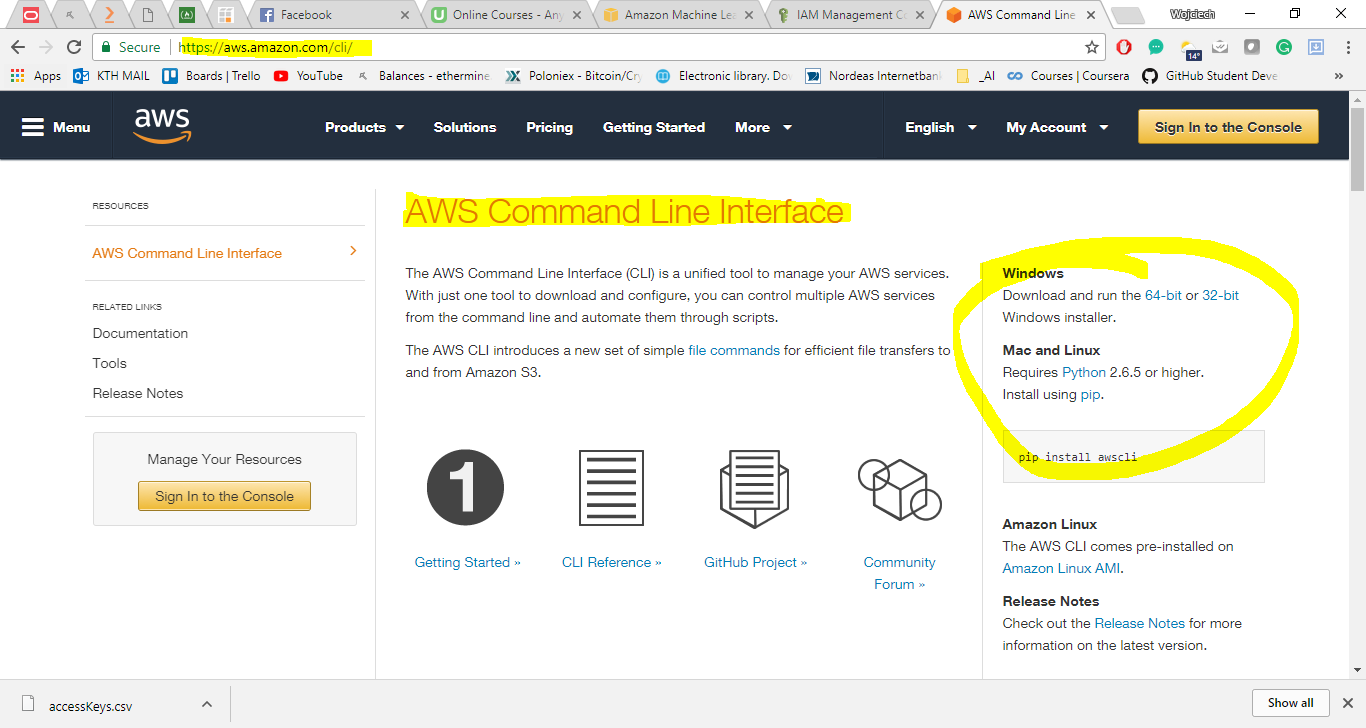 Facebook
Online Courses - Any
Amazon Machine Lea
IAM Management Co
AWS Command Line
Wojciech
Secure
https://aws.amazon.com/cli/
14°
Apps
KTH MAIL
Boards | Trello
YouTube
Balances - ethermine.
Poloniex - Bitcoin/Cry
Electronic library. Dow
Nordeas Internetbank
_AI
Courses | Coursera
GitHub Student Deve
Menu
aws
Products
Solutions
Pricing
Getting Started
More
English
My Account
Sign In to the Console
RESOURCES
AWS Command Line Interface
RELATED LINKS
Documentation
Tools
Release Notes
Manage Your Resources
Sign In to the Console
AWS Command Line Interface
The AWS Command Line Interface (CLI) is a unified tool to manage your AWS services.
With just one tool to download and configure, you can control multiple AWS services
from the command line and automate them through scripts.
The AWS CLI introduces a new set of simple file commands for efficient file transfers to
and from Amazon S3.
1
Getting Started »
CLI Reference »
GitHub Project »
Community
Forum »
Windows
Download and run the 64-bit or 32-bit
Windows installer.
Mac and Linux
Requires Python 2.6.5 or higher.
Install using pip.
pip install awscli
Amazon Linux
The AWS CLI comes pre-installed on
Amazon Linux AMI.
Release Notes
Check out the Release Notes for more
information on the latest version.
accessKeys.csv
Show all